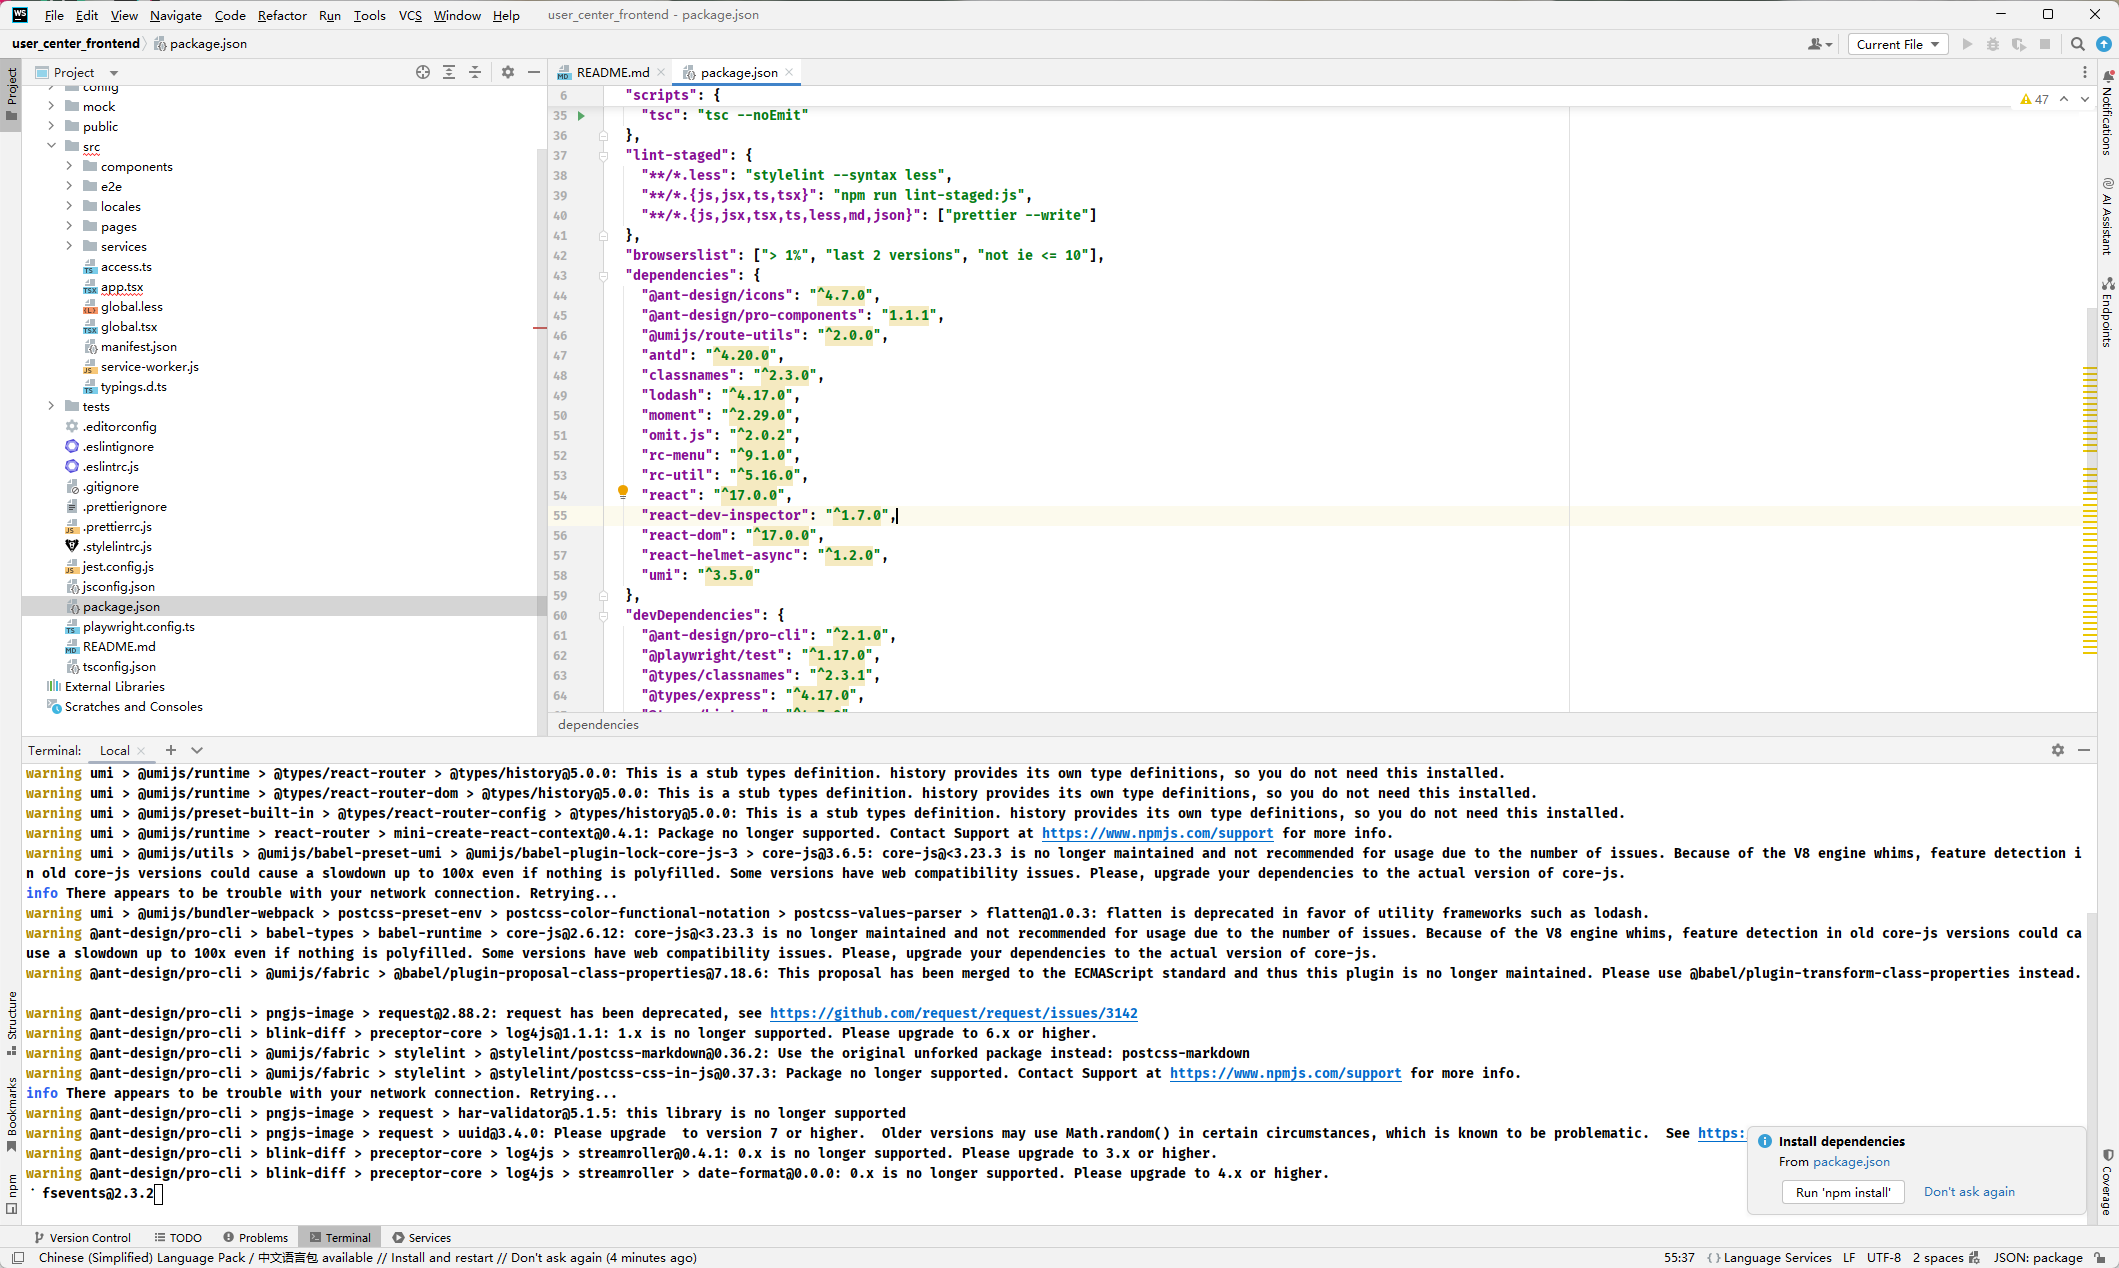 WS File Edit View Navigate Code Refactor Run Tools VCS Window Help user_center_frontend - package.json
user_center_frontend package.json
Current File
Project
Project
README.md package.json
config
mock
public
src
components
e2e
locales
pages
services
access.ts
app.tsx
global.less
global.tsx
manifest.json
service-worker.js
typings.d.ts
tests
.editorconfig
.eslintignore
.eslintrc.js
.gitignore
.prettierignore
.prettierrc.js
.stylelintrc.js
jest.config.js
jsconfig.json
package.json
playwright.config.ts
README.md
tsconfig.json
External Libraries
Scratches and Consoles
47
6 "scripts": {
35 "tsc": "tsc --noEmit"
36 },
37 "lint-staged": {
38 "**/*.less": "stylelint --syntax less",
39 "**/*.{js,jsx,ts,tsx}": "npm run lint-staged:js",
40 "**/*.{js,jsx,tsx,ts,less,md,json}": ["prettier --write"]
41 },
42 "browserslist": ["> 1%", "last 2 versions", "not ie <= 10"],
43 "dependencies": {
44 "@ant-design/icons": "^4.7.0",
45 "@ant-design/pro-components": "1.1.1",
46 "@umijs/route-utils": "^2.0.0",
47 "antd": "^4.20.0",
48 "classnames": "^2.3.0",
49 "lodash": "^4.17.0",
50 "moment": "^2.29.0",
51 "omit.js": "^2.0.2",
52 "rc-menu": "^9.1.0",
53 "rc-util": "^5.16.0",
54 "react": "^17.0.0",
55 "react-dev-inspector": "^1.7.0",
56 "react-dom": "^17.0.0",
57 "react-helmet-async": "^1.2.0",
58 "umi": "^3.5.0"
59 },
60 "devDependencies": {
61 "@ant-design/pro-cli": "^2.1.0",
62 "@playwright/test": "^1.17.0",
63 "@types/classnames": "^2.3.1",
64 "@types/express": "^4.17.0",
dependencies
Notifications
AI Assistant
Endpoints
Terminal: Local
warning umi > @umijs/runtime > @types/react-router > @types/history@5.0.0: This is a stub types definition. history provides its own type definitions, so you do not need this installed.
warning umi > @umijs/runtime > @types/react-router-dom > @types/history@5.0.0: This is a stub types definition. history provides its own type definitions, so you do not need this installed.
warning umi > @umijs/preset-built-in > @types/react-router-config > @types/history@5.0.0: This is a stub types definition. history provides its own type definitions, so you do not need this installed.
warning umi > @umijs/runtime > react-router > mini-create-react-context@0.4.1: Package no longer supported. Contact Support at https://www.npmjs.com/support for more info.
warning umi > @umijs/utils > @umijs/babel-preset-umi > @umijs/babel-plugin-lock-core-js-3 > core-js@3.6.5: core-js@<3.23.3 is no longer maintained and not recommended for usage due to the number of issues. Because of the V8 engine whims, feature detection i
n old core-js versions could cause a slowdown up to 100x even if nothing is polyfilled. Some versions have web compatibility issues. Please, upgrade your dependencies to the actual version of core-js.
info There appears to be trouble with your network connection. Retrying...
warning umi > @umijs/bundler-webpack > postcss-preset-env > postcss-color-functional-notation > postcss-values-parser > flatten@1.0.3: flatten is deprecated in favor of utility frameworks such as lodash.
warning @ant-design/pro-cli > babel-types > babel-runtime > core-js@2.6.12: core-js@<3.23.3 is no longer maintained and not recommended for usage due to the number of issues. Because of the V8 engine whims, feature detection in old core-js versions could ca
use a slowdown up to 100x even if nothing is polyfilled. Some versions have web compatibility issues. Please, upgrade your dependencies to the actual version of core-js.
warning @ant-design/pro-cli > @umijs/fabric > @babel/plugin-proposal-class-properties@7.18.6: This proposal has been merged to the ECMAScript standard and thus this plugin is no longer maintained. Please use @babel/plugin-transform-class-properties instead.
warning @ant-design/pro-cli > pngjs-image > request@2.88.2: request has been deprecated, see https://github.com/request/request/issues/3142
warning @ant-design/pro-cli > blink-diff > preceptor-core > log4js@1.1.1: 1.x is no longer supported. Please upgrade to 6.x or higher.
warning @ant-design/pro-cli > @umijs/fabric > stylelint > @stylelint/postcss-markdown@0.36.2: Use the original unforked package instead: postcss-markdown
warning @ant-design/pro-cli > @umijs/fabric > stylelint > @stylelint/postcss-css-in-js@0.37.3: Package no longer supported. Contact Support at https://www.npmjs.com/support for more info.
info There appears to be trouble with your network connection. Retrying...
warning @ant-design/pro-cli > pngjs-image > request > har-validator@5.1.5: this library is no longer supported
warning @ant-design/pro-cli > pngjs-image > request > uuid@3.4.0: Please upgrade  to version 7 or higher.  Older versions may use Math.random() in certain circumstances, which is known to be problematic.  See https:
warning @ant-design/pro-cli > blink-diff > preceptor-core > log4js > streamroller@0.4.1: 0.x is no longer supported. Please upgrade to 3.x or higher.
warning @ant-design/pro-cli > blink-diff > preceptor-core > log4js > streamroller > date-format@0.0.0: 0.x is no longer supported. Please upgrade to 4.x or higher.
fsevents@2.3.2
Structure
Bookmarks
npm
Install dependencies
From package.json
Run 'npm install' Don't ask again
Coverage
Version Control TODO Problems Terminal Services
Chinese (Simplified) Language Pack / 中文语言包 available // Install and restart // Don't ask again (4 minutes ago)
55:37 Language Services LF UTF-8 2 spaces JSON: package